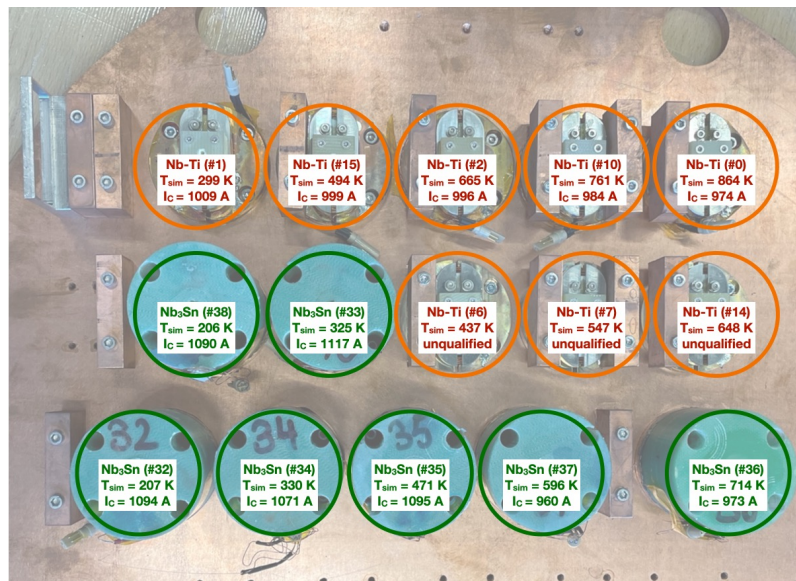 Nb-Ti (#1)
Tsim = 299 K
IC = 1009 A
Nb-Ti (#15)
Tsim = 494 K
IC = 999 A
Nb-Ti (#2)
Tsim = 665 K
IC = 996 A
Nb-Ti (#10)
Tsim = 761 K
IC = 984 A
Nb-Ti (#0)
Tsim = 864 K
IC = 974 A
Nb₃Sn (#38)
Tsim = 206 K
IC = 1090 A
Nb₃Sn (#33)
Tsim = 325 K
IC = 1117 A
Nb-Ti (#6)
Tsim = 437 K
unqualified
Nb-Ti (#7)
Tsim = 547 K
unqualified
Nb-Ti (#14)
Tsim = 648 K
unqualified
32
Nb₃Sn (#32)
Tsim = 207 K
IC = 1094 A
34
Nb₃Sn (#34)
Tsim = 330 K
IC = 1071 A
35
Nb₃Sn (#35)
Tsim = 471 K
IC = 1095 A
Nb₃Sn (#37)
Tsim = 596 K
IC = 960 A
Nb₃Sn (#36)
Tsim = 714 K
IC = 973 A